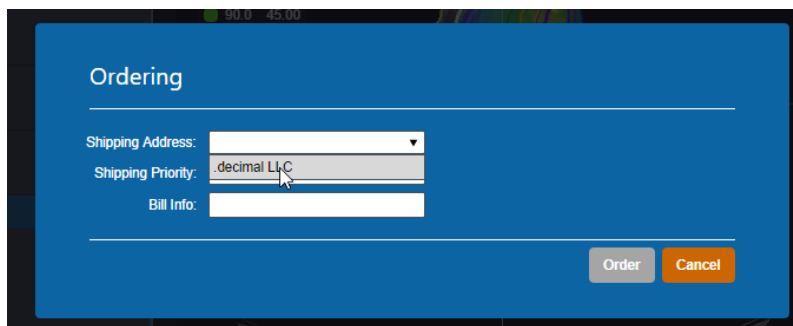 90.0 45.00
Ordering
Shipping Address:
.decimal LLC
Shipping Priority:
Bill Info:
Order Cancel